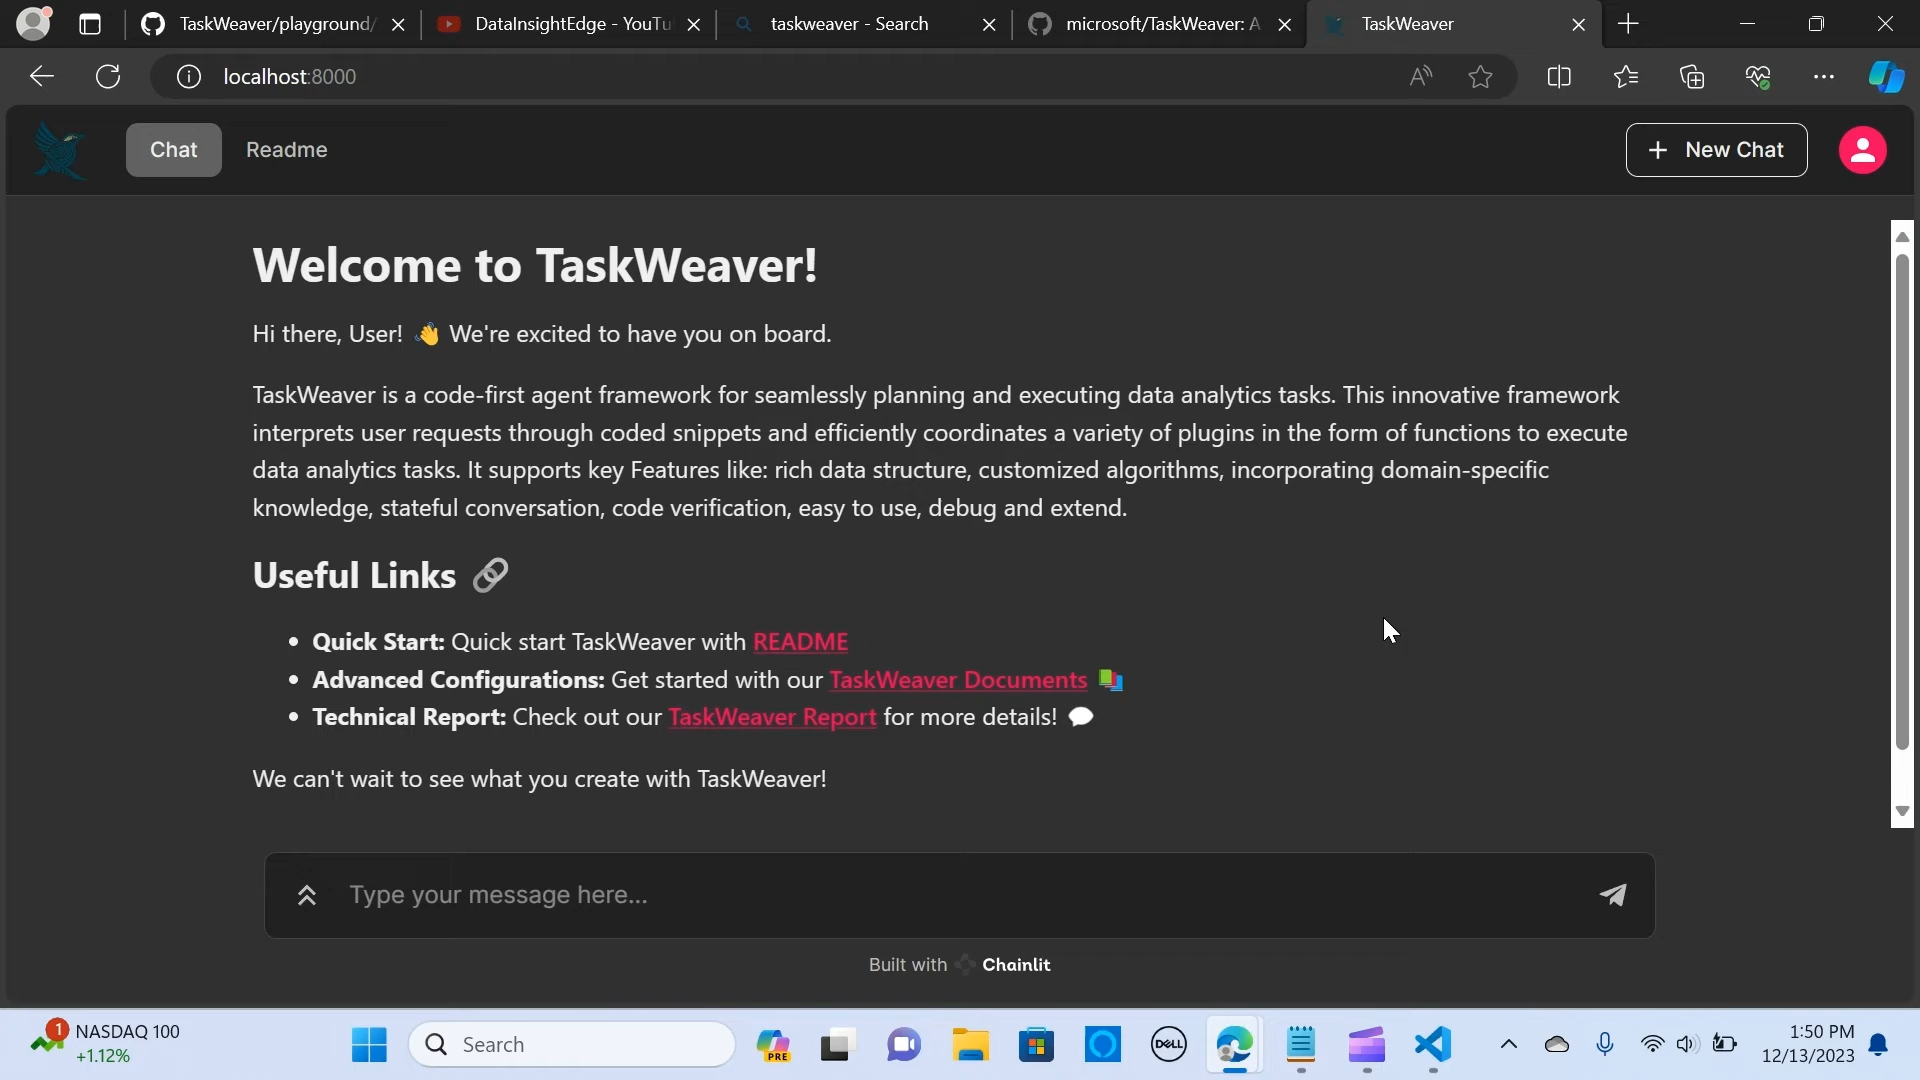 TaskWeaver/playground/
DataInsightEdge - YouTu
taskweaver - Search
microsoft/TaskWeaver: A
TaskWeaver
localhost:8000
Chat
Readme
+ New Chat
Welcome to TaskWeaver!
Hi there, User! 👋 We're excited to have you on board.
TaskWeaver is a code-first agent framework for seamlessly planning and executing data analytics tasks. This innovative framework
interprets user requests through coded snippets and efficiently coordinates a variety of plugins in the form of functions to execute
data analytics tasks. It supports key Features like: rich data structure, customized algorithms, incorporating domain-specific
knowledge, stateful conversation, code verification, easy to use, debug and extend.
Useful Links 🔗
• Quick Start: Quick start TaskWeaver with README
• Advanced Configurations: Get started with our TaskWeaver Documents 📚
• Technical Report: Check out our TaskWeaver Report for more details! 💬
We can't wait to see what you create with TaskWeaver!
Type your message here...
Built with Chainlit
1
NASDAQ 100
+1.12%
Search
PRE
DELL
1:50 PM
12/13/2023